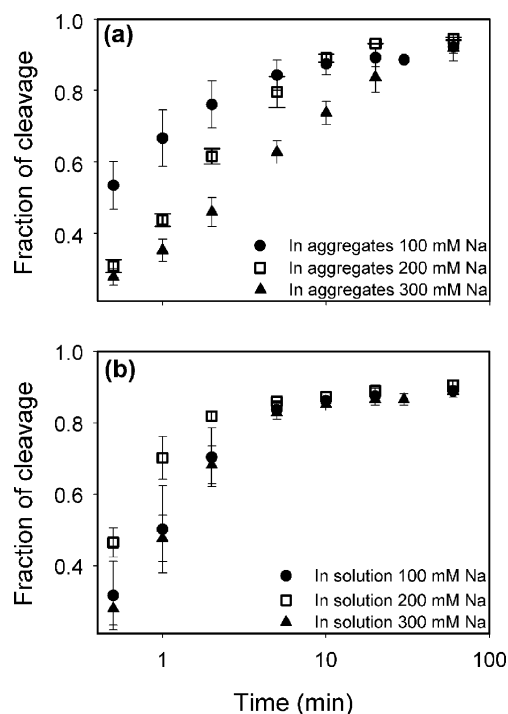 (a)
1.0
0.8
0.6
0.4
Fraction of cleavage
In aggregates 100 mM Na
In aggregates 200 mM Na
In aggregates 300 mM Na
(b)
1.0
0.8
0.6
0.4
Fraction of cleavage
In solution 100 mM Na
In solution 200 mM Na
In solution 300 mM Na
1 10 100
Time (min)